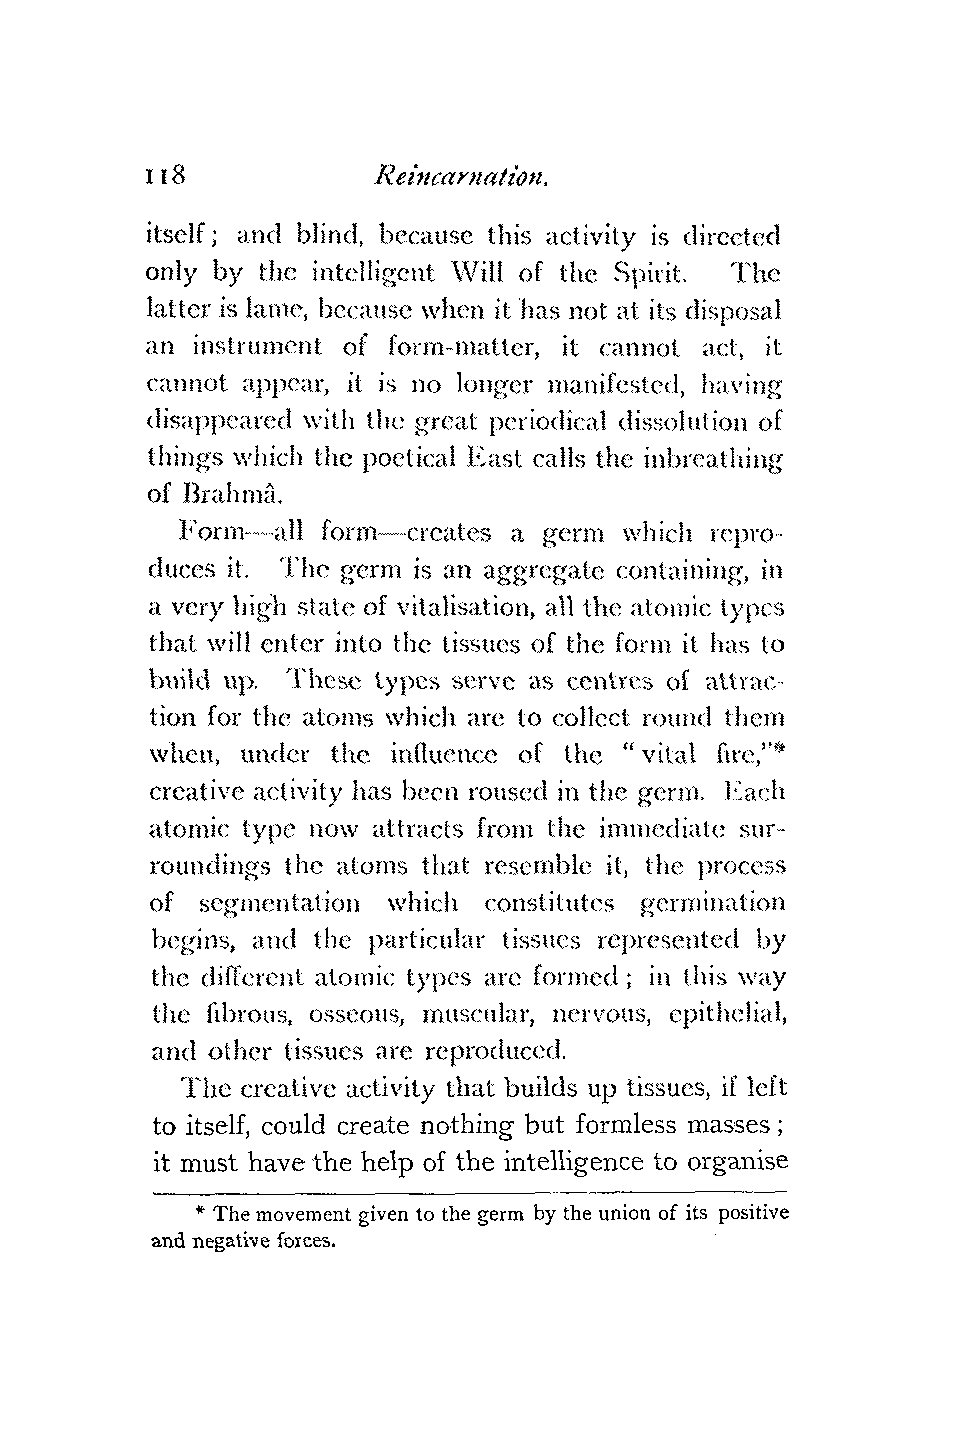 118 Reincarnation.
itself; and blind, because this activity is directed
only by the intelligent Will of the Spirit. The
latter is lame, because when it has not at its disposal
an instrument of form-matter, it cannot act, it
cannot appear, it is no longer manifested, having
disappeared with the great periodical dissolution of
things which the poetical East calls the inbreathing
of Brahmâ.
Form—all form—creates a germ which repro-
duces it. The germ is an aggregate containing, in
a very high state of vitalisation, all the atomic types
that will enter into the tissues of the form it has to
build up. These types serve as centres of attrac-
tion for the atoms which are to collect round them
when, under the influence of the “vital fire,”*
creative activity has been roused in the germ. Each
atomic type now attracts from the immediate sur-
roundings the atoms that resemble it, the process
of segmentation which constitutes germination
begins, and the particular tissues represented by
the different atomic types are formed; in this way
the fibrous, osseous, muscular, nervous, epithelial,
and other tissues are reproduced.
The creative activity that builds up tissues, if left
to itself, could create nothing but formless masses;
it must have the help of the intelligence to organise
* The movement given to the germ by the union of its positive
and negative forces.